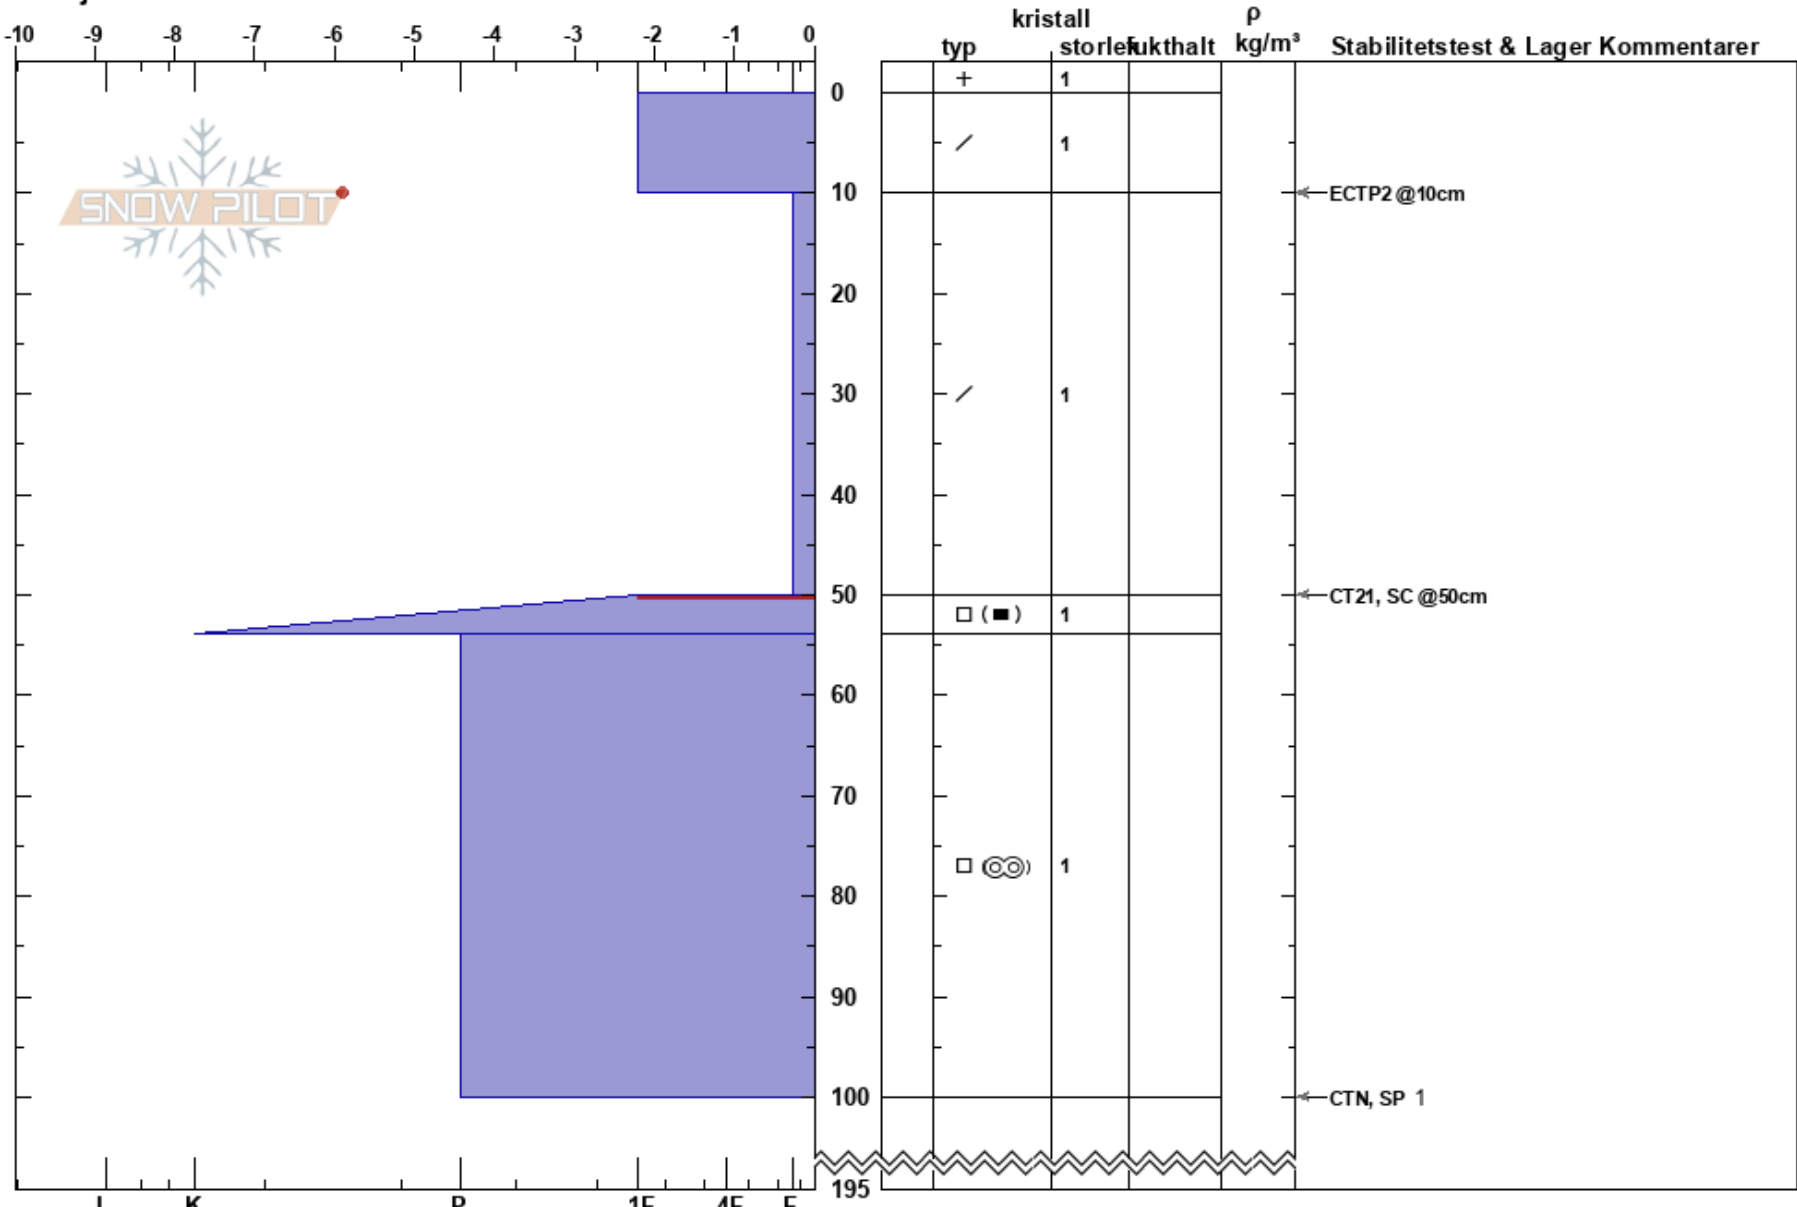 kristall ρ
-10 -9 -8 -7 -6 -5 -4 -3 -2 -1 0 typ fukthalt kg/m³ Stabilitetstest & Lager Kommentarer
+ 1
0
1
SNOW PILOT
10 ECTP2 @10cm
20
30 1
40
50 CT21, SC @50cm
1
60
70
1
80
90
100 CTN, SP 1
195
K